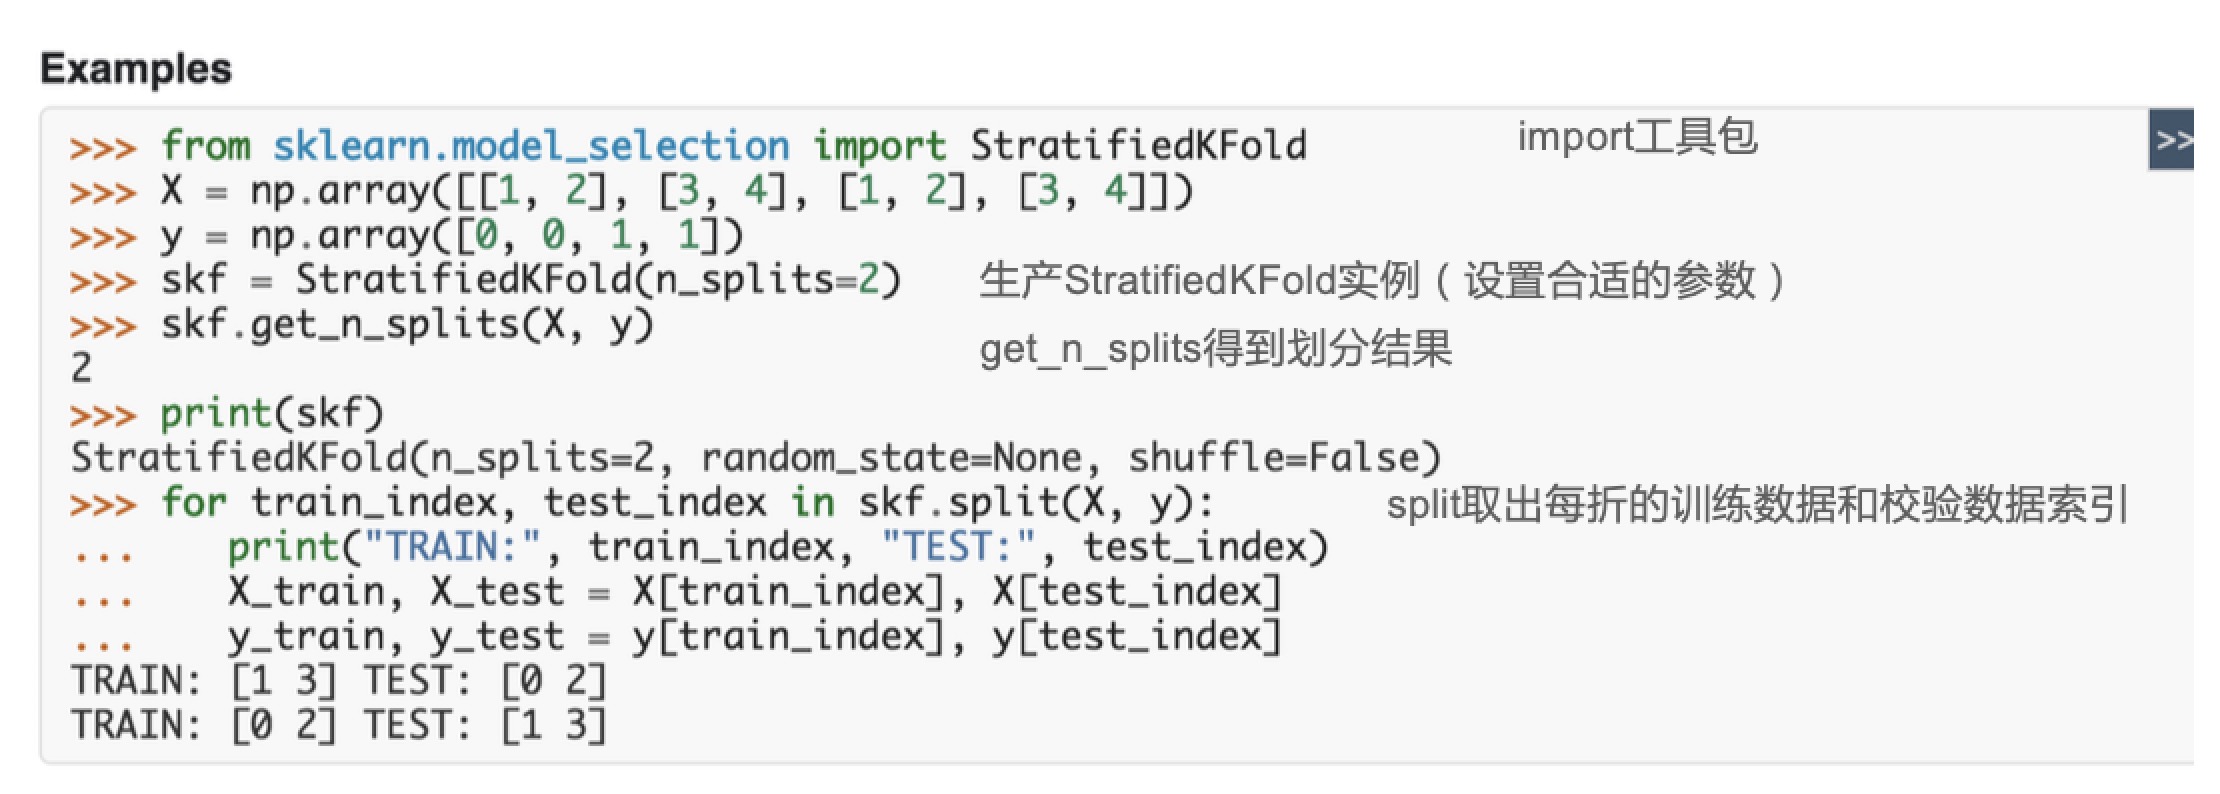 Examples
>>> from sklearn.model_selection import StratifiedKFold import工具包
>>
>>> X = np.array([[1, 2], [3, 4], [1, 2], [3, 4]])
>>> y = np.array([0, 0, 1, 1])
>>> skf = StratifiedKFold(n_splits=2) 生产StratifiedKFold实例（设置合适的参数）
>>> skf.get_n_splits(X, y)
get_n_splits得到划分结果
2
>>> print(skf)
StratifiedKFold(n_splits=2, random_state=None, shuffle=False)
>>> for train_index, test_index in skf.split(X, y): split取出每折的训练数据和校验数据索引
... print("TRAIN:", train_index, "TEST:", test_index)
... X_train, X_test = X[train_index], X[test_index]
... y_train, y_test = y[train_index], y[test_index]
TRAIN: [1 3] TEST: [0 2]
TRAIN: [0 2] TEST: [1 3]